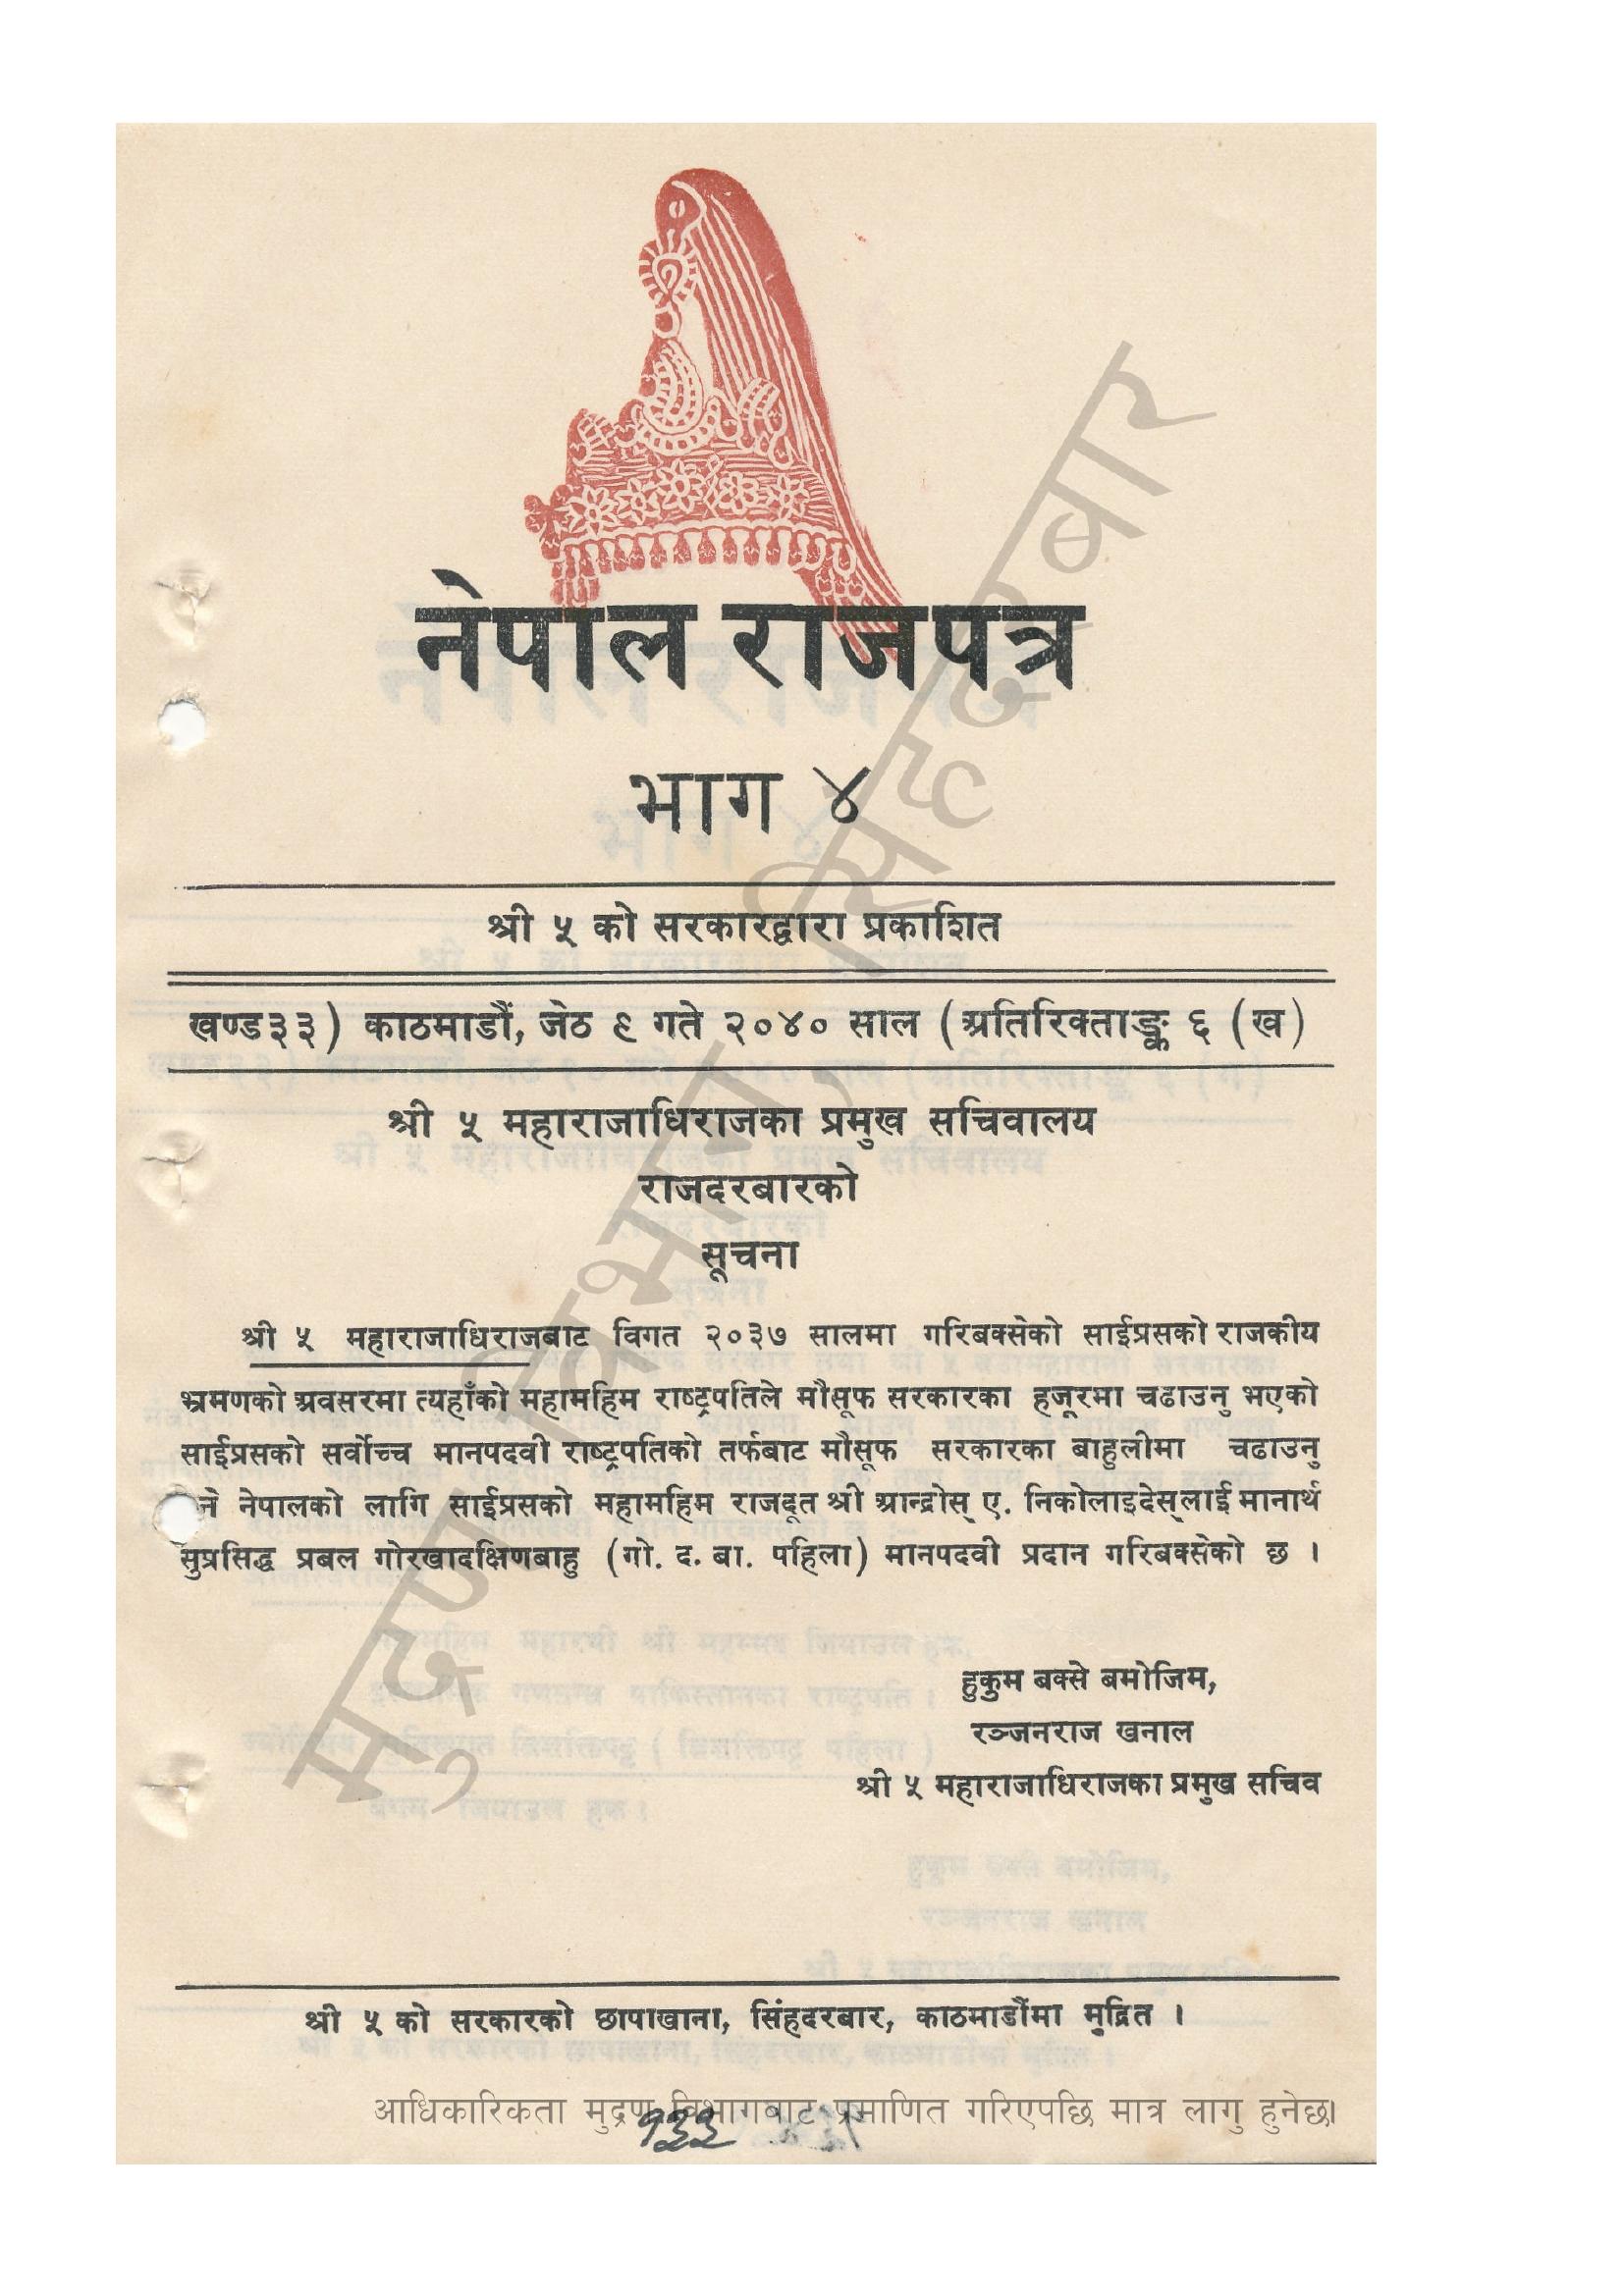 नेपाल राजपत्र
भाग ४
श्री ५ को सरकारद्वारा प्रकाशित
खण्ड३३) काठमाडौं, जेठ ९ गते २०४० साल (अतिरिक्ताङ्क ६ (ख)
श्री ५ महाराजाधिराजका प्रमुख सचिवालय
राजदरबारको
सूचना
श्री ५ महाराजाधिराजबाट विगत २०३७ सालमा गरिबक्सेको साईप्रसको राजकीय
भ्रमणको अवसरमा त्यहाँको महामहिम राष्ट्रपतिले मौसूफ सरकारका हजूरमा चढाउनु भएको
साईप्रसको सर्वोच्च मानपदवी राष्ट्रपतिको तर्फबाट मौसूफ सरकारका बाहुलीमा चढाउनु
नेपालको लागि साईप्रसको महामहिम राजदूत श्री आन्द्रोस् ए. निकोलाइदेस्लाई मानार्थ
सुप्रसिद्ध प्रबल गोरखादक्षिणबाहु (गो. द. बा. पहिला) मानपदवी प्रदान गरिबक्सेको छ ।
हुकुम बक्से बमोजिम,
रञ्जनराज खनाल
श्री ५ महाराजाधिराजका प्रमुख सचिव
श्री ५ को सरकारको छापाखाना, सिंहदरबार, काठमाडौंमा मुद्रित ।
आधिकारिकता मुद्रण विभागबाट प्रमाणित गरिएपछि मात्र लागु हुनेछ।
१३३
मुद्रण विभाग, सिंहदरबार